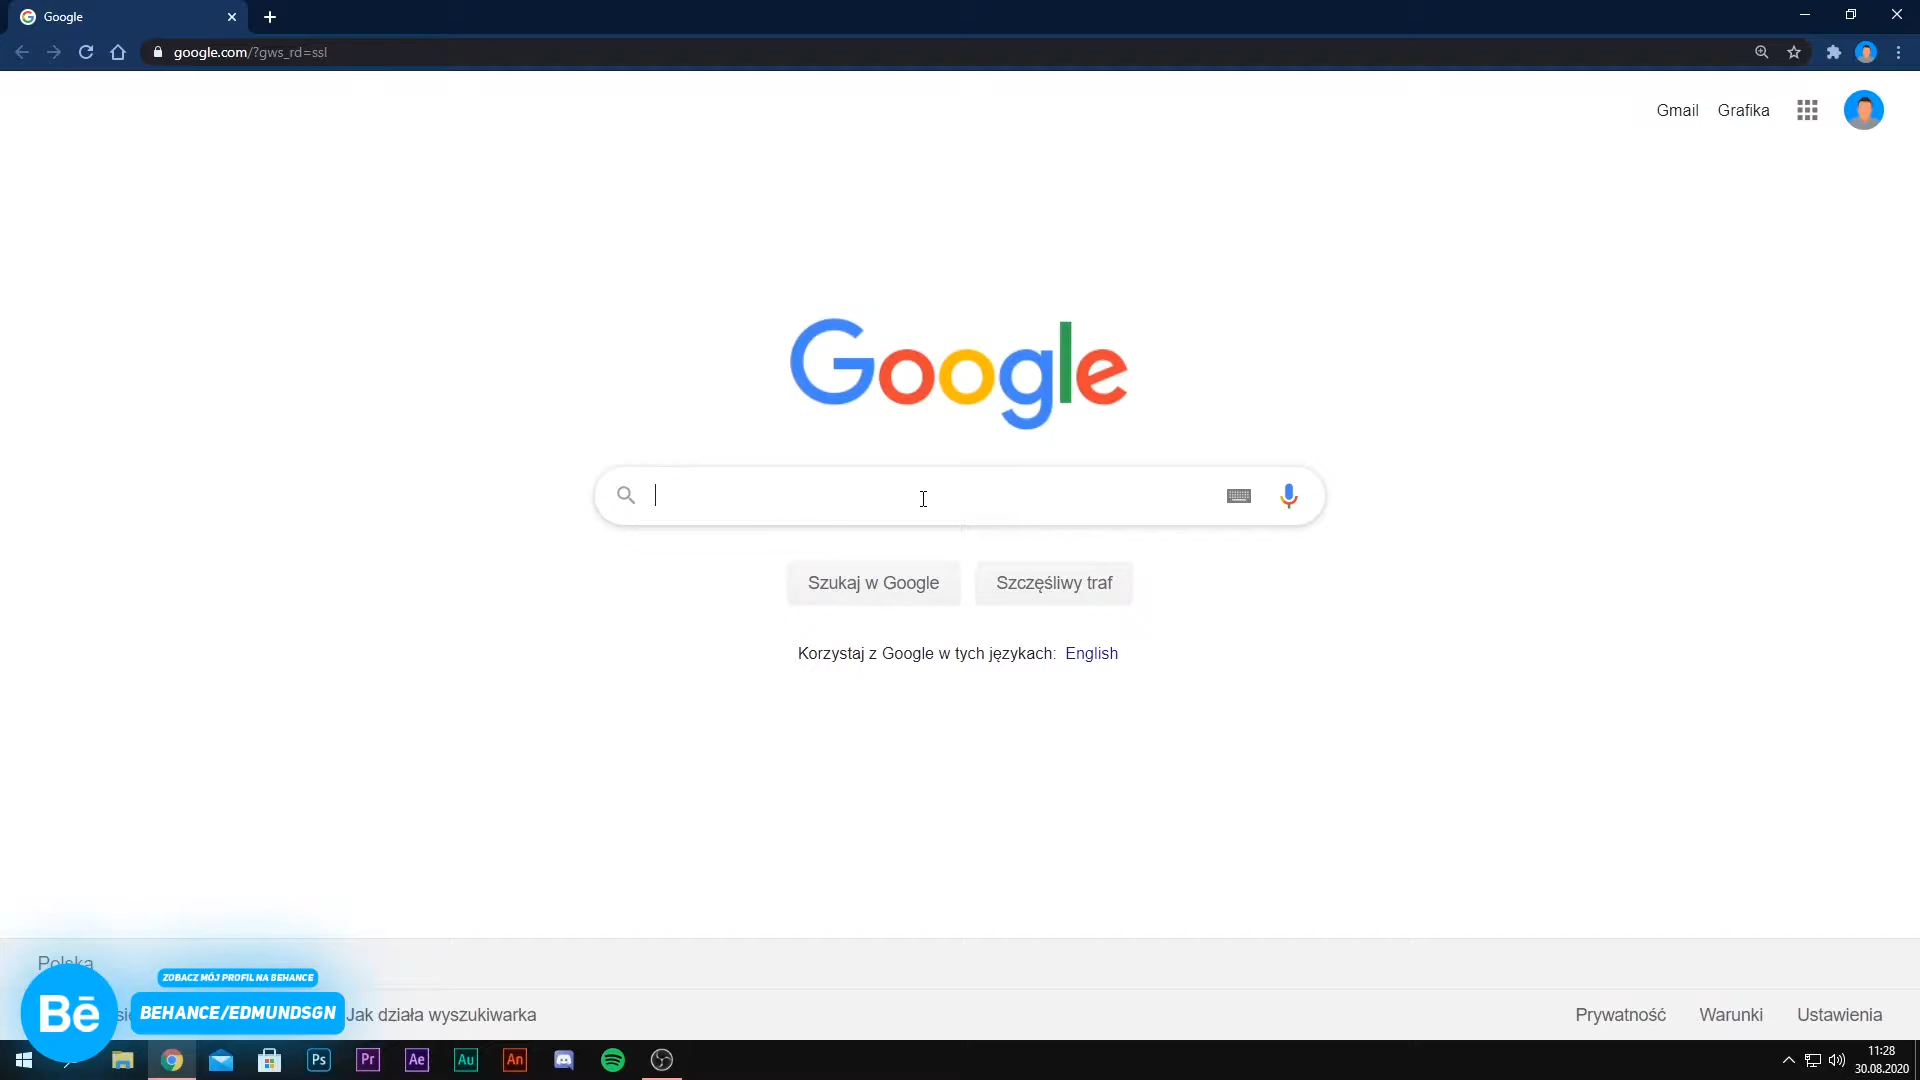 Google
google.com/?gws_rd=ssl
Gmail Grafika
Google
Szukaj w Google Szczęśliwy traf
Korzystaj z Google w tych językach: English
Polska
ZOBACZ MÓJ PROFIL NA BEHANCE
Bē BEHANCE/EDMUNDSGN
Jak działa wyszukiwarka Prywatność Warunki Ustawienia
Ps Pr Ae Au An
11:28
30.08.2020